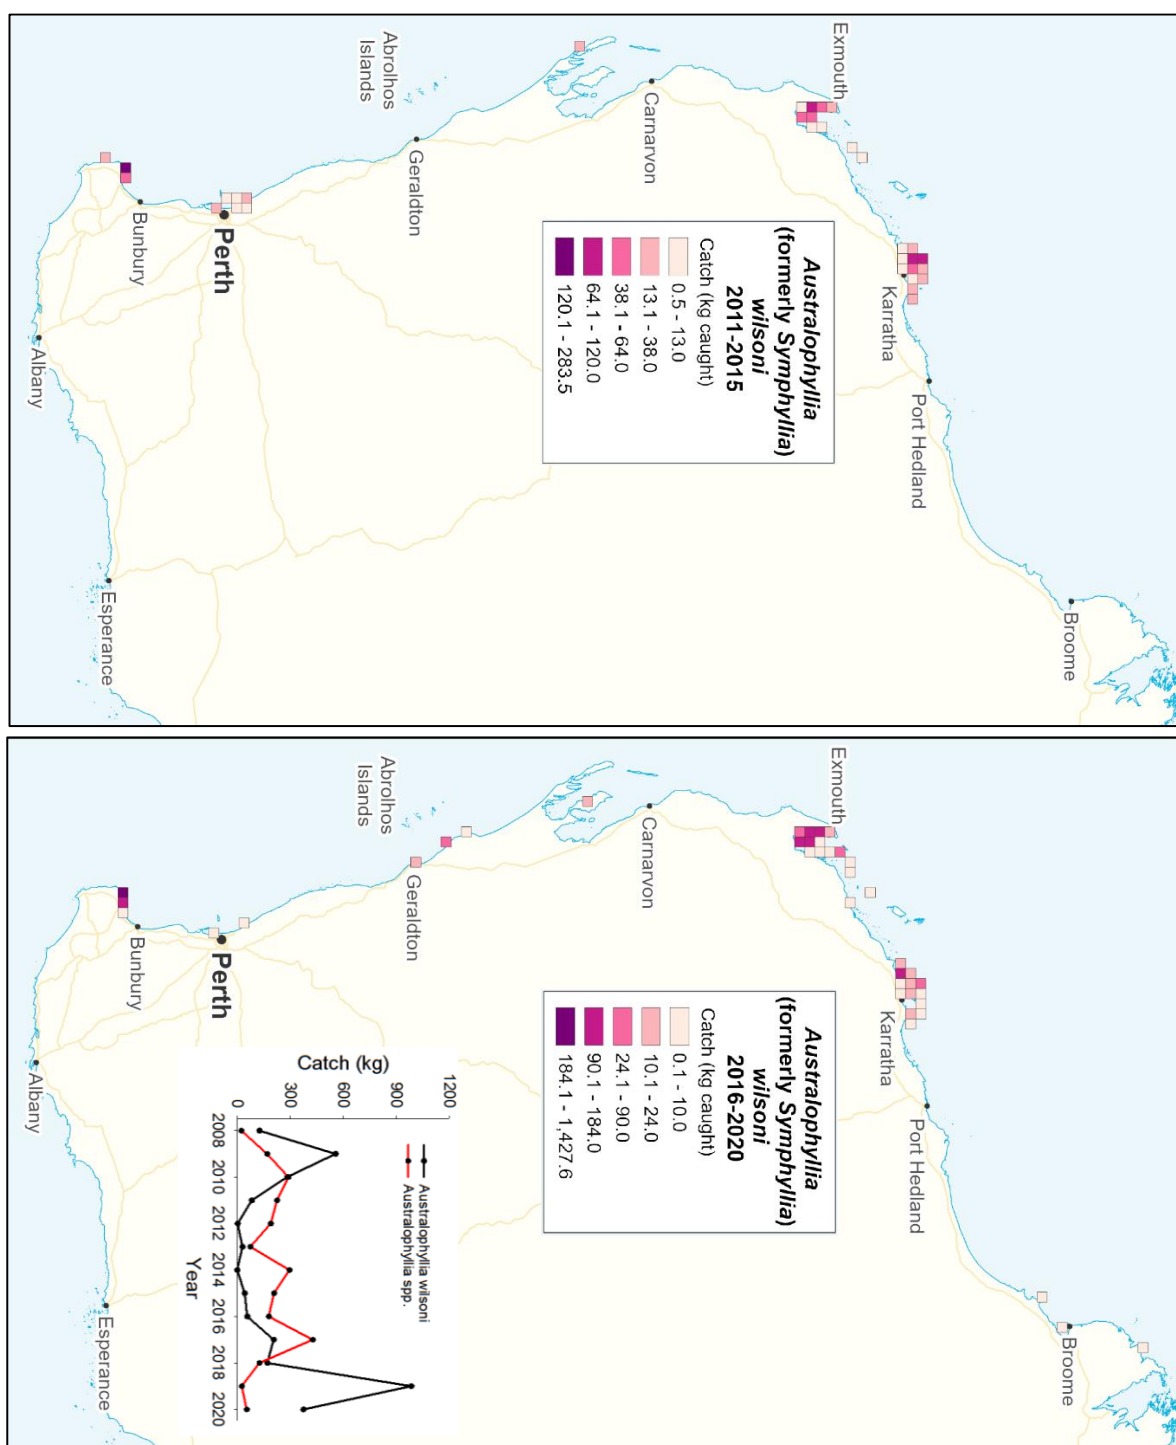 Abrolhos
Islands
Geraldton
Carnarvon
Exmouth
Karratha
Port Hedland
Broome
Bunbury
Perth
Albany
Esperance
Australophyllia
(formerly Symphyllia)
wilsoni
2011-2015
Catch (kg caught)
0.5 - 13.0
13.1 - 38.0
38.1 - 64.0
64.1 - 120.0
120.1 - 283.5
Abrolhos
Islands
Geraldton
Carnarvon
Exmouth
Karratha
Port Hedland
Broome
Bunbury
Perth
Albany
Esperance
Australophyllia
(formerly Symphyllia)
wilsoni
2016-2020
Catch (kg caught)
0.1 - 10.0
10.1 - 24.0
24.1 - 90.0
90.1 - 184.0
184.1 - 1,427.6
Catch (kg)
1200
900
600
300
0
Australophyllia wilsoni
Australophyllia spp.
2008
2010
2012
2014
2016
2018
2020
Year